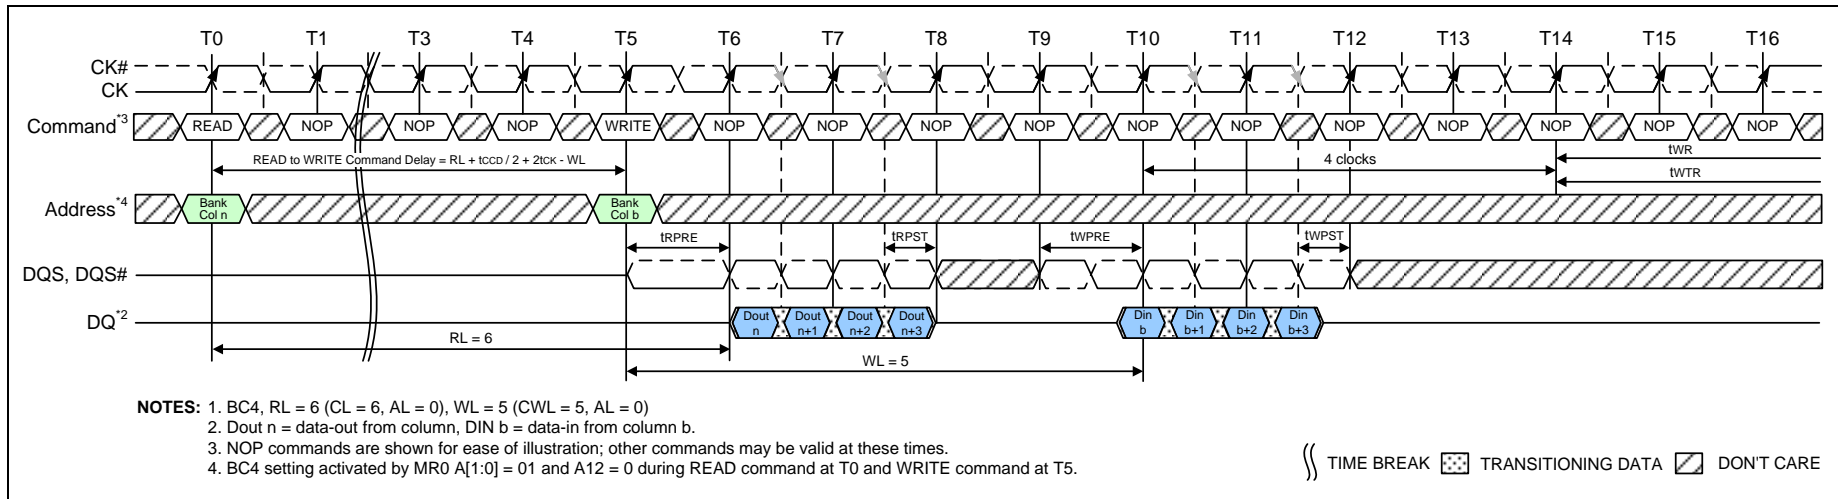 T0 T1 T3 T4 T5 T6 T7 T8 T9 T10 T11 T12 T13 T14 T15 T16
CK#
CK
Command*3 READ NOP NOP NOP WRITE NOP NOP NOP NOP NOP NOP NOP NOP NOP NOP NOP
READ to WRITE Command Delay = RL + tCCD / 2 + 2tCK - WL 4 clocks tWR
tWTR
Address*4 Bank Col n Bank Col b
tRPRE tRPST tWPRE tWPST
DQS, DQS#
DQ*2 Dout n Dout n+1 Dout n+2 Dout n+3 Din b Din b+1 Din b+2 Din b+3
RL = 6
WL = 5
NOTES: 1. BC4, RL = 6 (CL = 6, AL = 0), WL = 5 (CWL = 5, AL = 0)
2. Dout n = data-out from column, DIN b = data-in from column b.
3. NOP commands are shown for ease of illustration; other commands may be valid at these times.
4. BC4 setting activated by MR0 A[1:0] = 01 and A12 = 0 during READ command at T0 and WRITE command at T5.
TIME BREAK TRANSITIONING DATA DON'T CARE